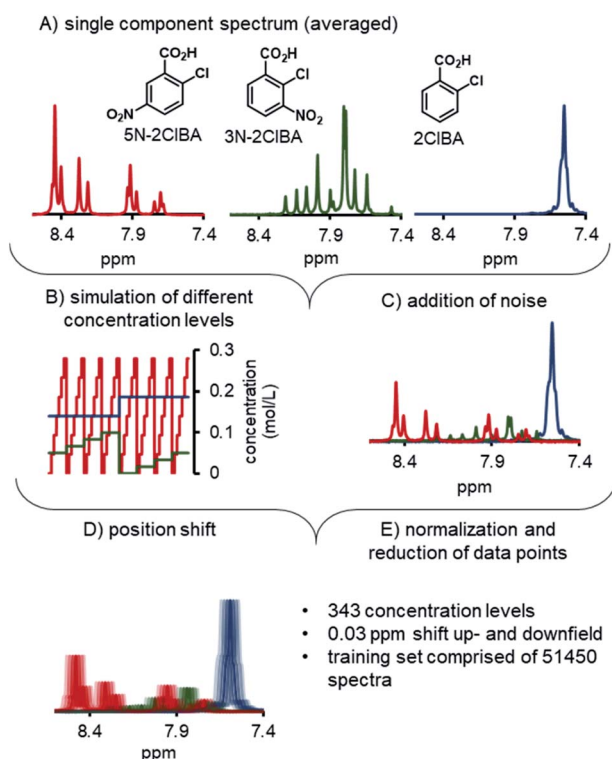 A) single component spectrum (averaged)
CO₂H
Cl
NO₂
5N-2ClBA
CO₂H
Cl
NO₂
3N-2ClBA
CO₂H
Cl
2ClBA
8.4 7.9 7.4
ppm
8.4 7.9 7.4
ppm
8.4 7.9 7.4
ppm
B) simulation of different
concentration levels
0.3
0.2
0.1
0
concentration
(mol/L)
C) addition of noise
8.4 7.9 7.4
ppm
D) position shift
8.4 7.9 7.4
ppm
E) normalization and
reduction of data points
• 343 concentration levels
• 0.03 ppm shift up- and downfield
• training set comprised of 51450
spectra